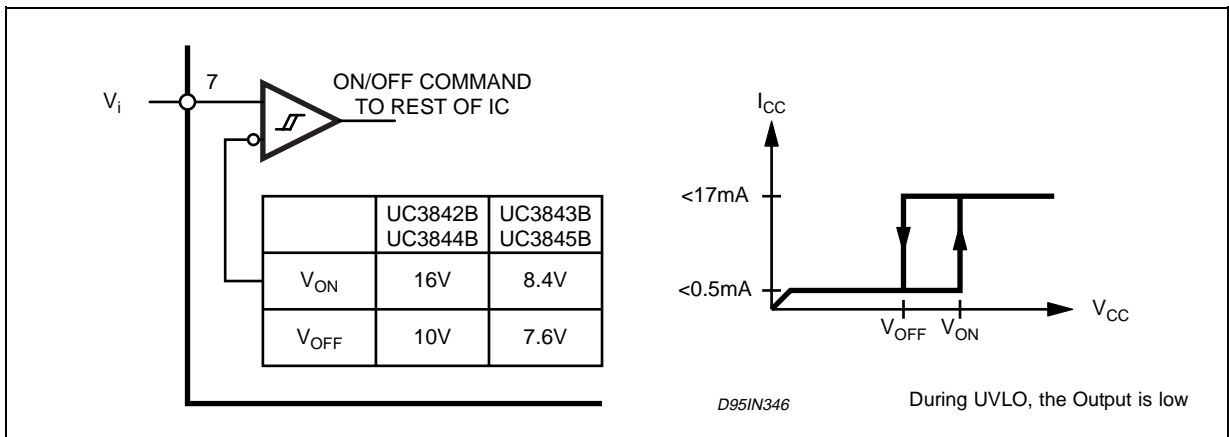 Vi
7
ON/OFF COMMAND
TO REST OF IC
UC3842B UC3843B
UC3844B UC3845B
VON 16V 8.4V
VOFF 10V 7.6V
ICC
<17mA
<0.5mA
VOFF VON
VCC
D95IN346
During UVLO, the Output is low